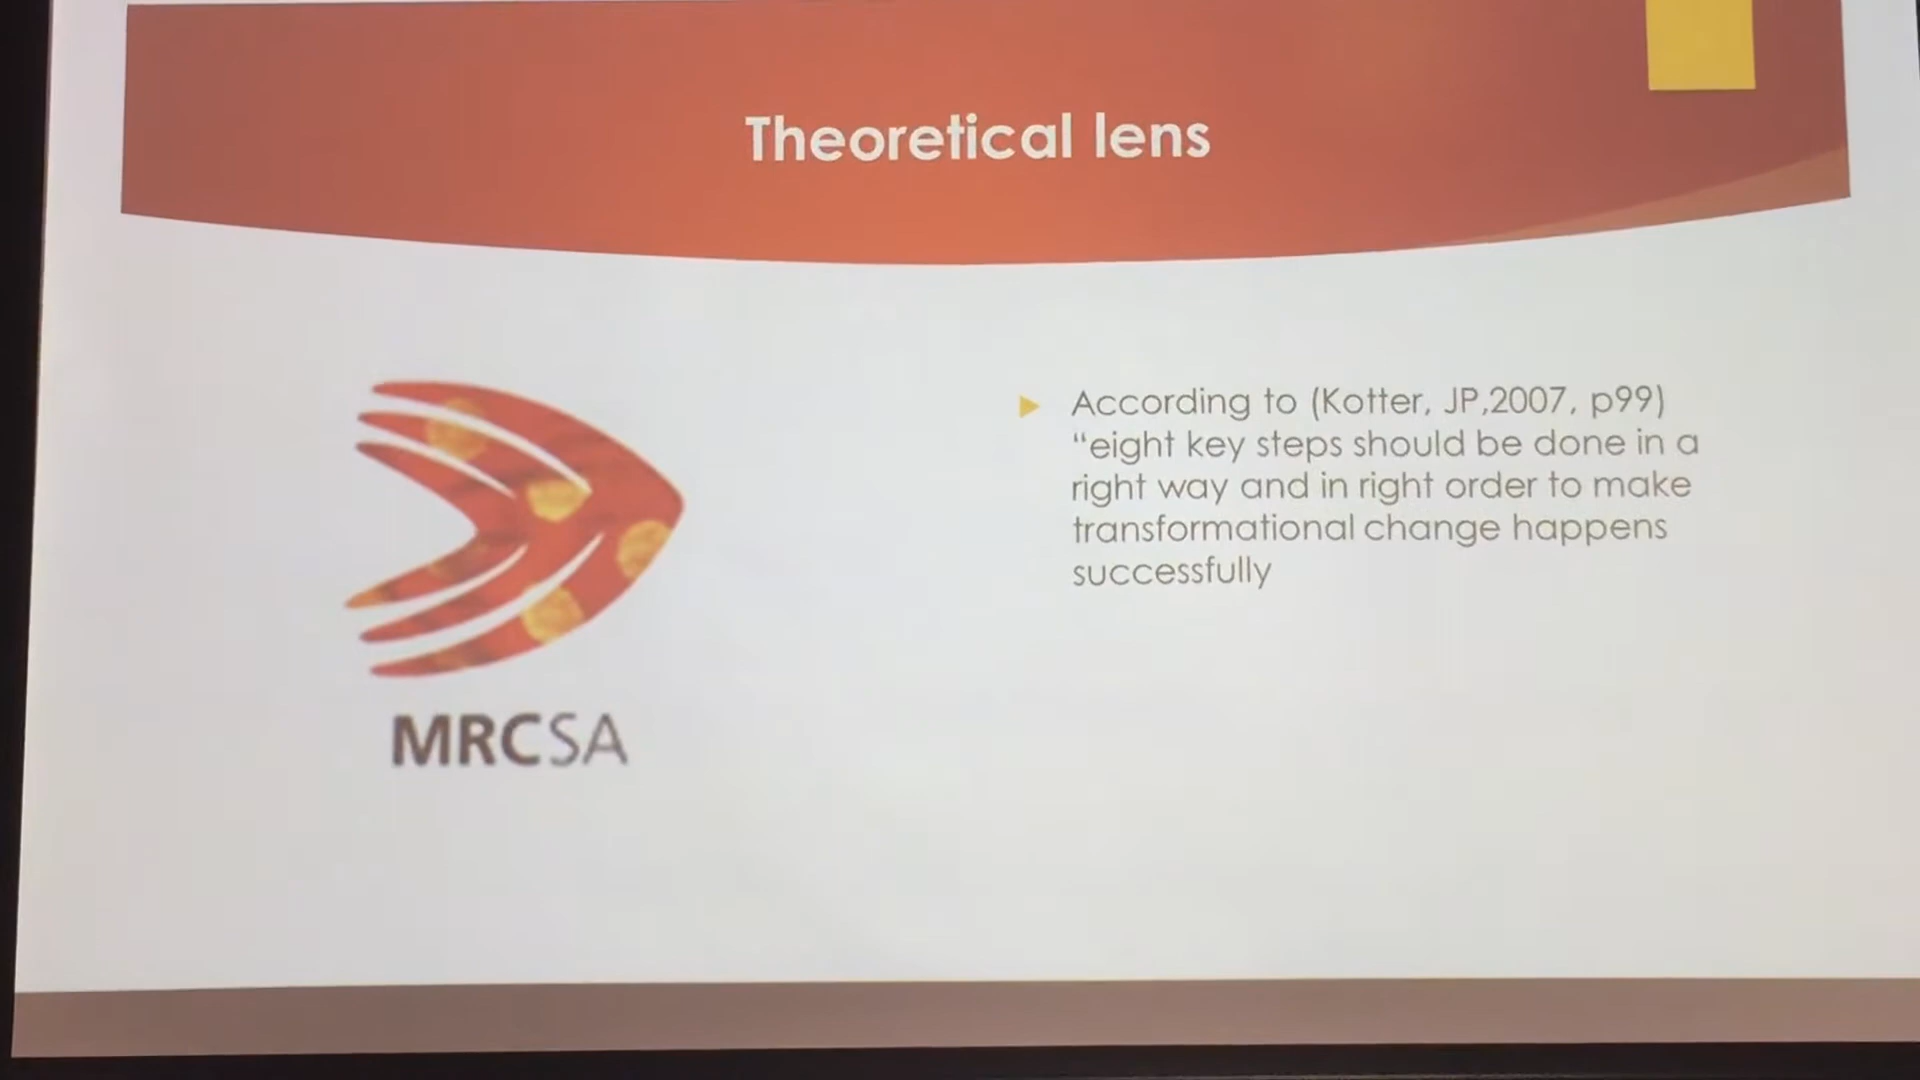 Theoretical lens
According to (Kotter, JP,2007, p99)
“eight key steps should be done in a
right way and in right order to make
transformational change happens
successfully
MRCSA